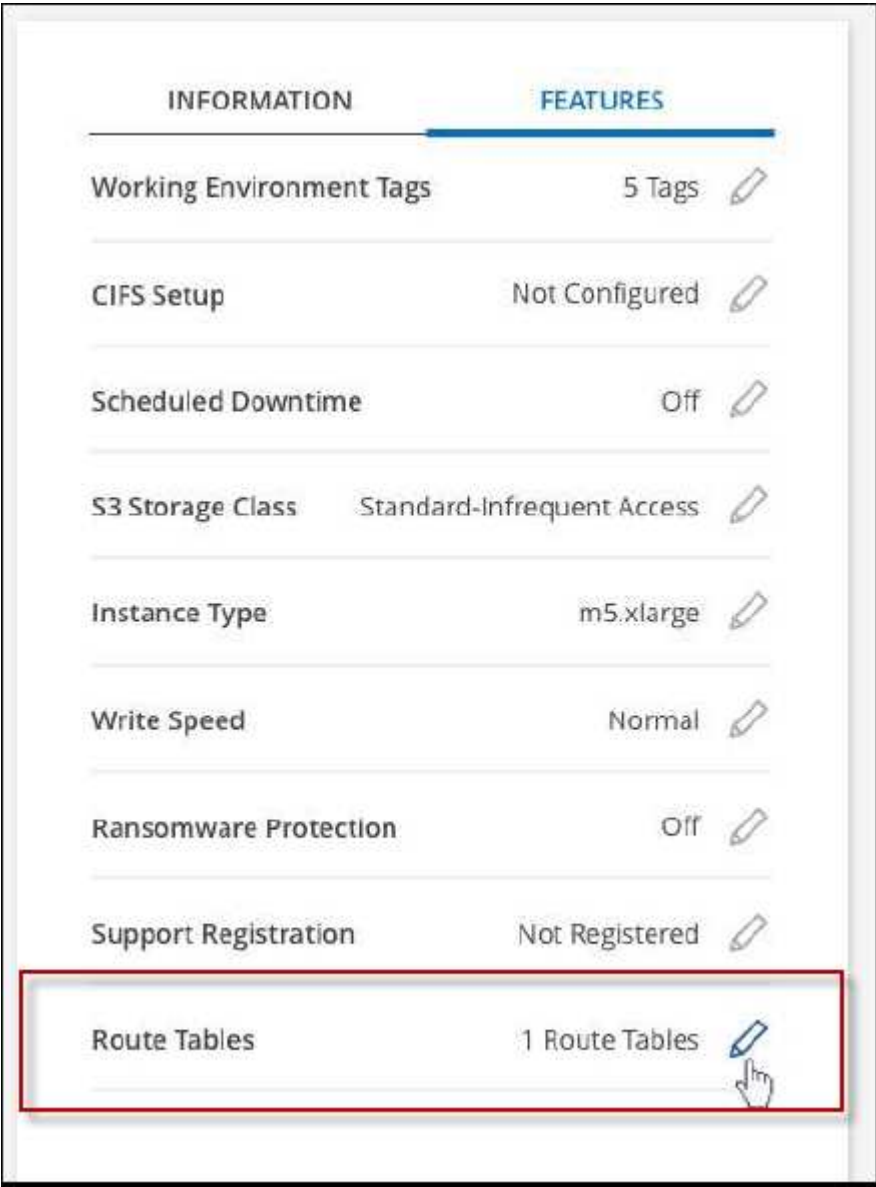 INFORMATION FEATURES
Working Environment Tags 5 Tags
CIFS Setup Not Configured
Scheduled Downtime Off
S3 Storage Class Standard-Infrequent Access
Instance Type m5.xlarge
Write Speed Normal
Ransomware Protection Off
Support Registration Not Registered
Route Tables 1 Route Tables